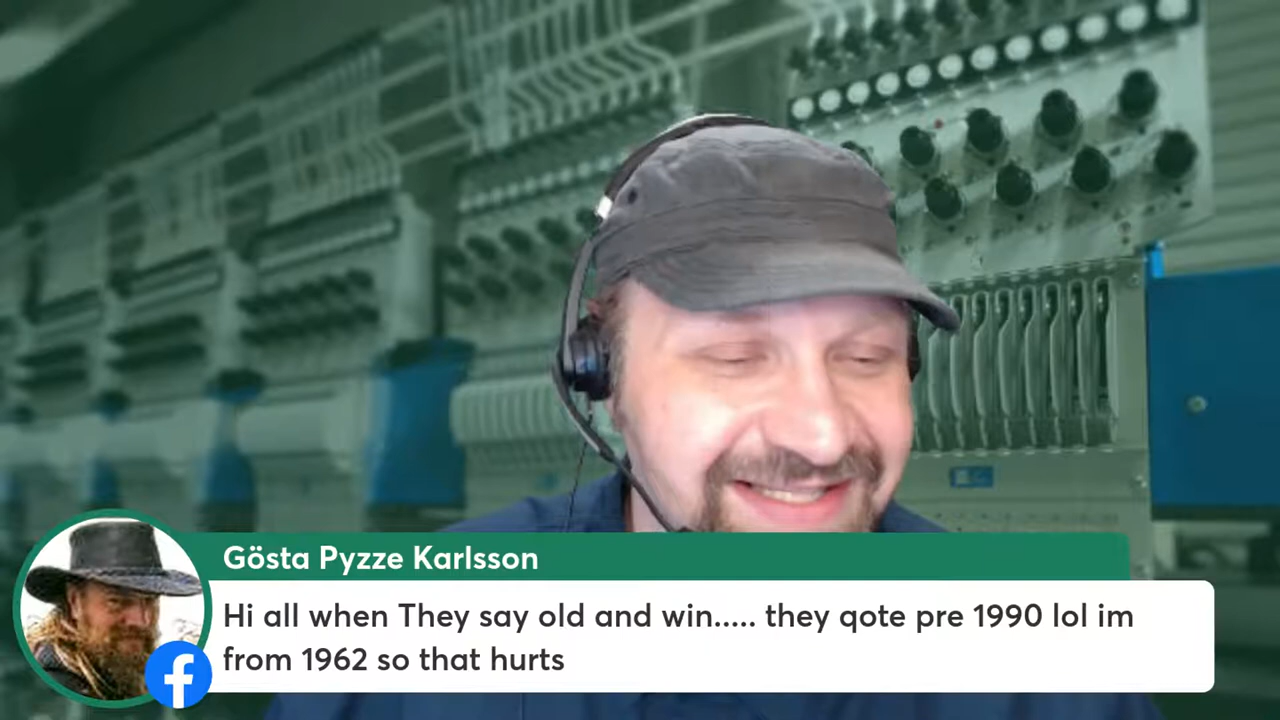 Gösta Pyzze Karlsson
Hi all when They say old and win..... they qote pre 1990 lol im
from 1962 so that hurts